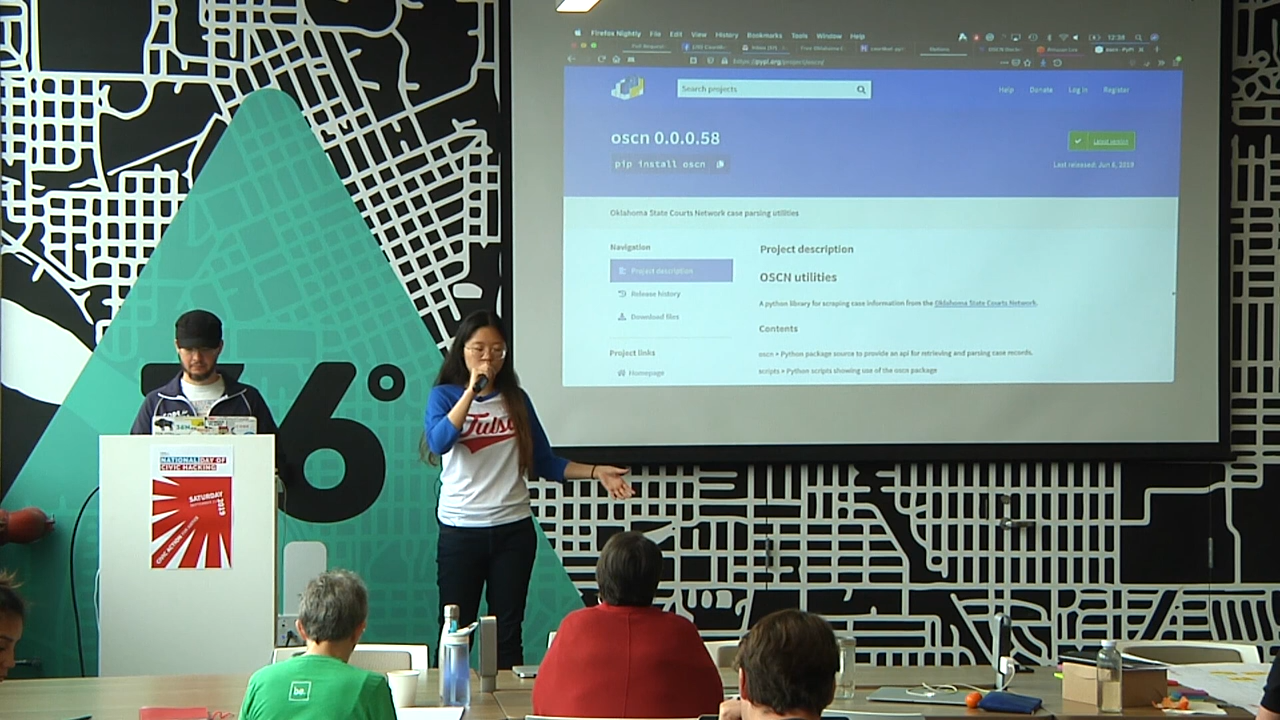 Firefox Nightly File Edit View History Bookmarks Tools Window Help
12:38
Search projects
Help Donate Log in Register
oscn 0.0.0.58
pip install oscn
Latest version
Last released: Jun 6, 2019
Oklahoma State Courts Network case parsing utilities
Navigation
Project description
Release history
Download files
Project links
Homepage
Project description
OSCN utilities
A python library for scraping case information from the Oklahoma State Courts Network.
Contents
oscn > Python package source to provide an api for retrieving and parsing case records.
scripts > Python scripts showing use of the oscn package
36°
Tulsa
NATIONAL DAY OF
CIVIC HACKING
SATURDAY
2019
be.